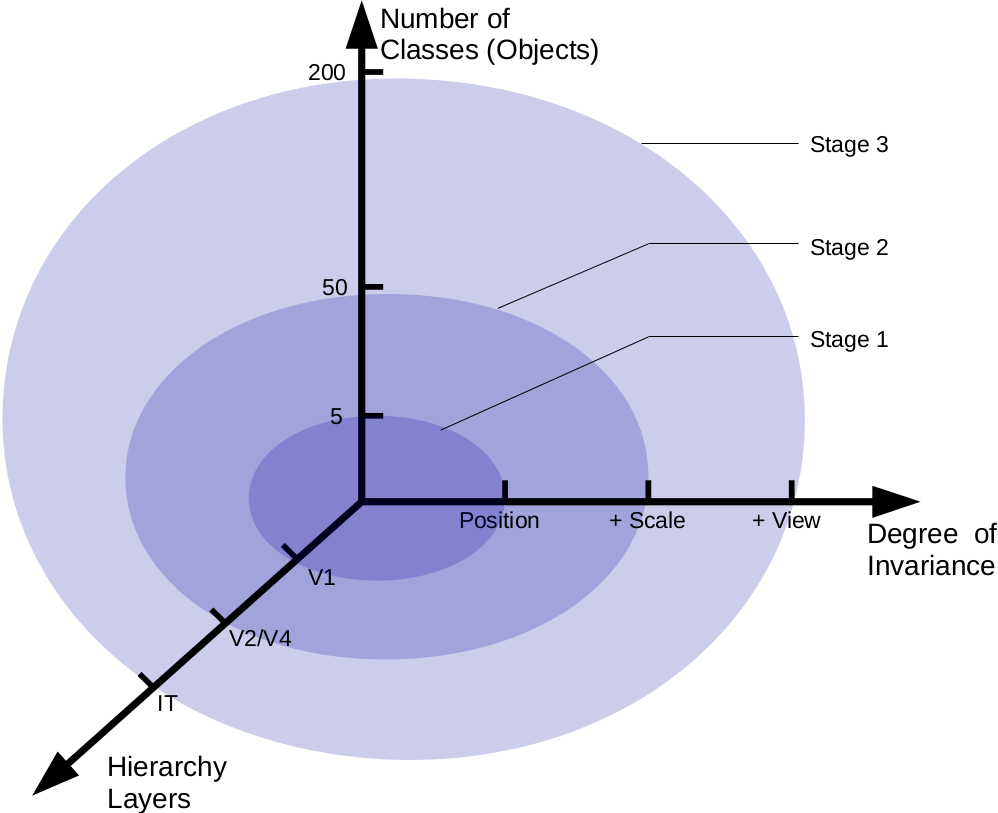 Number of
Classes (Objects)
200
Stage 3
Stage 2
50
Stage 1
5
Position
+ Scale
+ View
Degree of
Invariance
V1
V2/V4
IT
Hierarchy
Layers